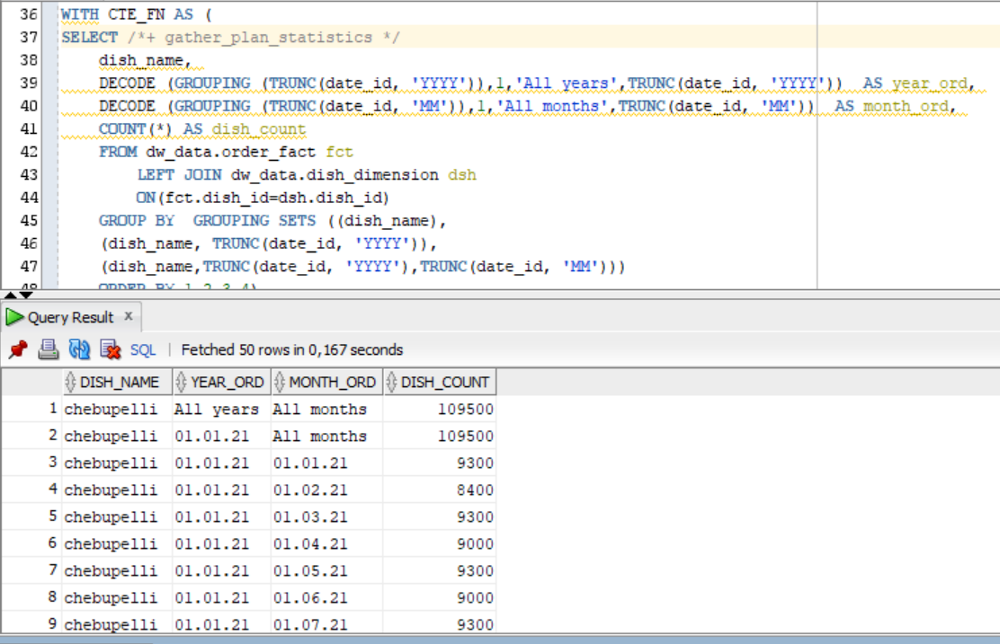 36 WITH CTE_FN AS (
37 SELECT /*+ gather_plan_statistics */
38 dish_name,
39 DECODE (GROUPING (TRUNC(date_id, 'YYYY')),1,'All years',TRUNC(date_id, 'YYYY')) AS year_ord,
40 DECODE (GROUPING (TRUNC(date_id, 'MM')),1,'All months',TRUNC(date_id, 'MM')) AS month_ord,
41 COUNT(*) AS dish_count
42 FROM dw_data.order_fact fct
43 LEFT JOIN dw_data.dish_dimension dsh
44 ON(fct.dish_id=dsh.dish_id)
45 GROUP BY GROUPING SETS ((dish_name),
46 (dish_name, TRUNC(date_id, 'YYYY')),
47 (dish_name,TRUNC(date_id, 'YYYY'),TRUNC(date_id, 'MM')))
48 ORDER BY 1,2,3,4)
Query Result x
SQL | Fetched 50 rows in 0,167 seconds
DISH_NAME YEAR_ORD MONTH_ORD DISH_COUNT
1 chebupelli All years All months 109500
2 chebupelli 01.01.21 All months 109500
3 chebupelli 01.01.21 01.01.21 9300
4 chebupelli 01.01.21 01.02.21 8400
5 chebupelli 01.01.21 01.03.21 9300
6 chebupelli 01.01.21 01.04.21 9000
7 chebupelli 01.01.21 01.05.21 9300
8 chebupelli 01.01.21 01.06.21 9000
9 chebupelli 01.01.21 01.07.21 9300